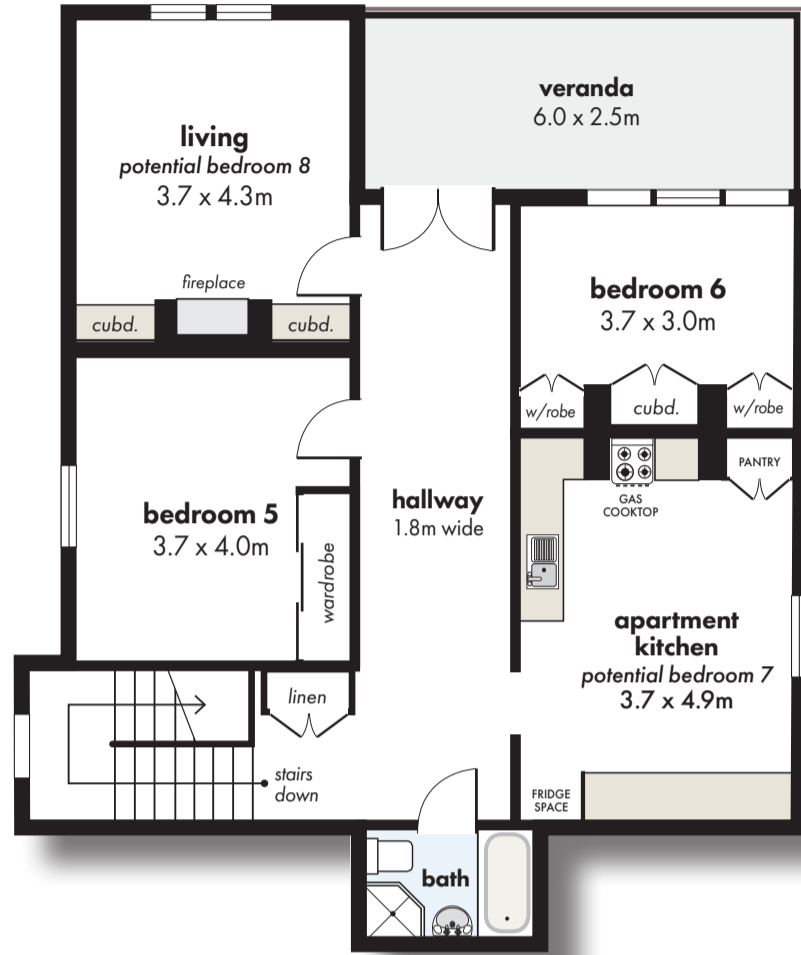 veranda
6.0 x 2.5m
living
potential bedroom 8
3.7 x 4.3m
fireplace
cubd.
cubd.
bedroom 6
3.7 x 3.0m
w/robe
cubd.
w/robe
PANTRY
GAS
COOKTOP
hallway
1.8m wide
bedroom 5
3.7 x 4.0m
wardrobe
apartment
kitchen
potential bedroom 7
3.7 x 4.9m
linen
stairs
down
FRIDGE
SPACE
bath